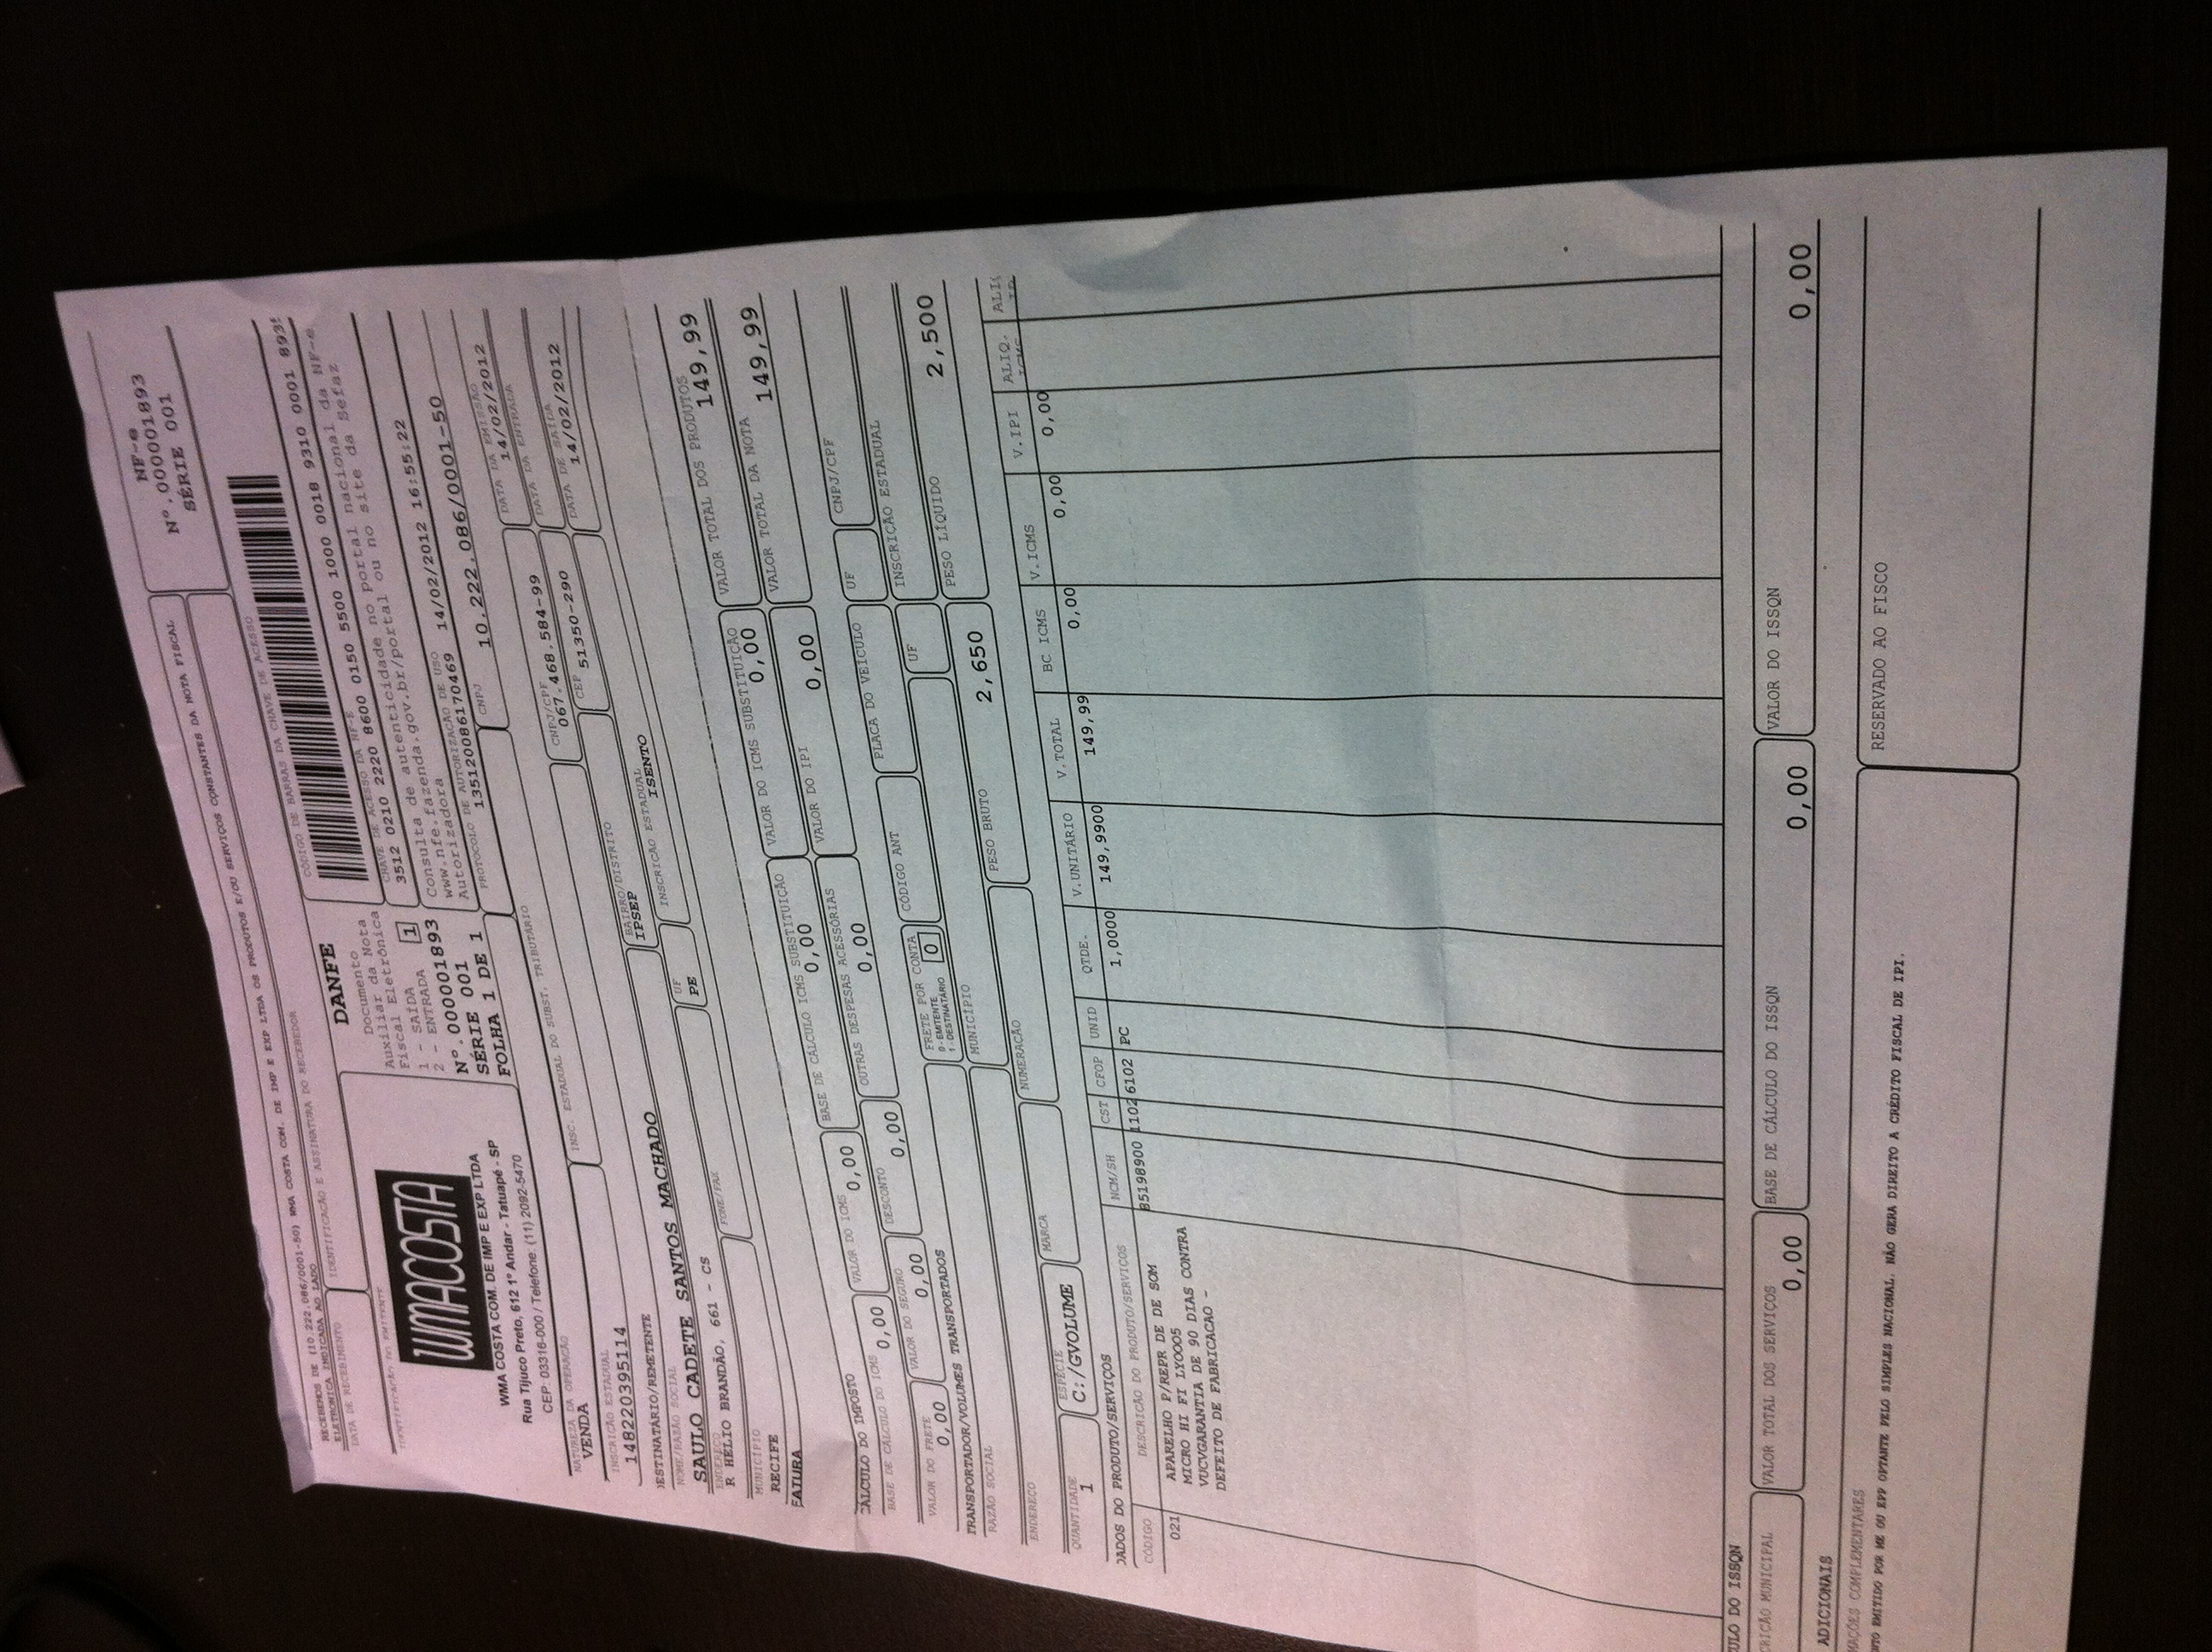 RECEBEMOS DE (10.222.086/0001-50) WMA COSTA COM. DE IMP E EXP LTDA OS PRODUTOS E/OU SERVIÇOS CONSTANTES DA NOTA FISCAL
ELETRONICA INDICADA AO LADO
DATA DE RECEBIMENTO
IDENTIFICAÇÃO E ASSINATURA DO RECEBEDOR
NF-e
Nº.000001893
SÉRIE 001
IDENTIFICAÇÃO DO EMITENTE
WMACOSTA
WMA COSTA COM. DE IMP E EXP LTDA
Rua Tijuco Preto, 612 1º Andar - Tatuapé - SP
CEP: 03316-000 / Telefone: (11) 2092-5470
DANFE
Documento
Auxiliar da Nota
Fiscal Eletrônica
1 - SAÍDA
2 - ENTRADA
1
Nº.000001893
SÉRIE 001
FOLHA 1 DE 1
CÓDIGO DE BARRAS DA CHAVE DE ACESSO
CHAVE DE ACESSO DA NF-E
3512 0210 2220 8600 0150 5500 1000 0018 9310 0001 893
Consulta de autenticidade no portal nacional da NF-e
www.nfe.fazenda.gov.br/portal ou no site da Sefaz
Autorizadora
PROTOCOLO DE AUTORIZAÇÃO DE USO
135120086170469 14/02/2012 16:55:22
NATUREZA DA OPERACÃO
VENDA
INSCRIÇÃO ESTADUAL
148220395114
INSC. ESTADUAL DO SUBST. TRIBUTÁRIO
CNPJ
10.222.086/0001-50
DESTINATÁRIO/REMETENTE
NOME/RAZÃO SOCIAL
SAULO CADETE SANTOS MACHADO
CNPJ/CPF
067.468.584-99
DATA DA EMISSÃO
14/02/2012
ENDEREÇO
R HÉLIO BRANDÃO, 661 - CS
BAIRRO/DISTRITO
IPSEP
CEP
51350-290
DATA DA ENTRADA
MUNICÍPIO
RECIFE
FONE/FAX
UF
PE
INSCRIÇÃO ESTADUAL
ISENTO
DATA DE SAÍDA
14/02/2012
FATURA
CÁLCULO DO IMPOSTO
BASE DE CÁLCULO DO ICMS
0,00
VALOR DO ICMS
0,00
BASE DE CÁLCULO ICMS SUBSTITUIÇÃO
0,00
VALOR DO ICMS SUBSTITUIÇÃO
0,00
VALOR TOTAL DOS PRODUTOS
149,99
VALOR DO FRETE
0,00
VALOR DO SEGURO
0,00
DESCONTO
0,00
OUTRAS DESPESAS ACESSÓRIAS
0,00
VALOR DO IPI
0,00
VALOR TOTAL DA NOTA
149,99
TRANSPORTADOR/VOLUMES TRANSPORTADOS
RAZÃO SOCIAL
FRETE POR CONTA
0-EMITENTE
1-DESTINATÁRIO
0
CÓDIGO ANT
PLACA DO VEÍCULO
UF
CNPJ/CPF
ENDEREÇO
MUNICÍPIO
UF
INSCRIÇÃO ESTADUAL
QUANTIDADE
1
ESPÉCIE
C:/GVOLUME
MARCA
NUMERAÇÃO
PESO BRUTO
2,650
PESO LÍQUIDO
2,500
DADOS DO PRODUTO/SERVIÇOS
CÓDIGO DESCRIÇÃO DO PRODUTO/SERVICOS NCM/SH CST CFOP UNID QTDE. V.UNITÁRIO V.TOTAL BC ICMS V.ICMS V.IPI ALIQ.
021 APARELHO P/REPR DE DE SOM 85198900 1102 6102 PC 1,0000 149,9900 149,99 0,00 0,00 0,00
MICRO HI FI LYOOO5
VUCVGARANTIA DE 90 DIAS CONTRA
DEFEITO DE FABRICACAO -
ULO DO ISSQN
CRIÇÃO MUNICIPAL
VALOR TOTAL DOS SERVIÇOS
0,00
BASE DE CÁLCULO DO ISSQN
0,00
VALOR DO ISSQN
0,00
ADICIONAIS
MAÇÕES COMPLEMENTARES
NTO EMITIDO POR ME OU EPP OPTANTE PELO SIMPLES NACIONAL. NÃO GERA DIREITO A CRÉDITO FISCAL DE IPI.
RESERVADO AO FISCO